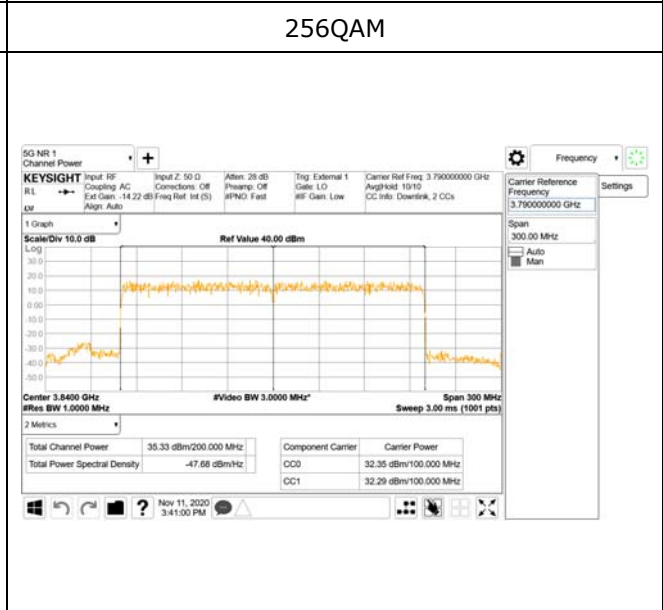 256QAM
5G NR 1
Channel Power
+
Frequency
KEYSIGHT
RL
Input: RF
Coupling: AC
Ext Gain: -14.22 dB
Align: Auto
Input Z: 50 Ω
Corrections: Off
Freq Ref: Int (S)
Atten: 28 dB
Preamp: Off
#PNO: Fast
Trig: External 1
Gate: LO
#IF Gain: Low
Carrier Ref Freq: 3.790000000 GHz
Avg|Hold: 10/10
CC Info: Downlink, 2 CCs
Carrier Reference
Frequency
3.790000000 GHz
Settings
Span
300.00 MHz
Auto
Man
1 Graph
Scale/Div 10.0 dB
Ref Value 40.00 dBm
Log
30.0
20.0
10.0
0.00
-10.0
-20.0
-30.0
-40.0
-50.0
Center 3.8400 GHz
#Video BW 3.0000 MHz*
Span 300 MHz
#Res BW 1.0000 MHz
Sweep 3.00 ms (1001 pts)
2 Metrics
Total Channel Power 35.33 dBm/200.000 MHz
Total Power Spectral Density -47.68 dBm/Hz
Component Carrier Carrier Power
CC0 32.35 dBm/100.000 MHz
CC1 32.29 dBm/100.000 MHz
?
Nov 11, 2020
3:41:00 PM